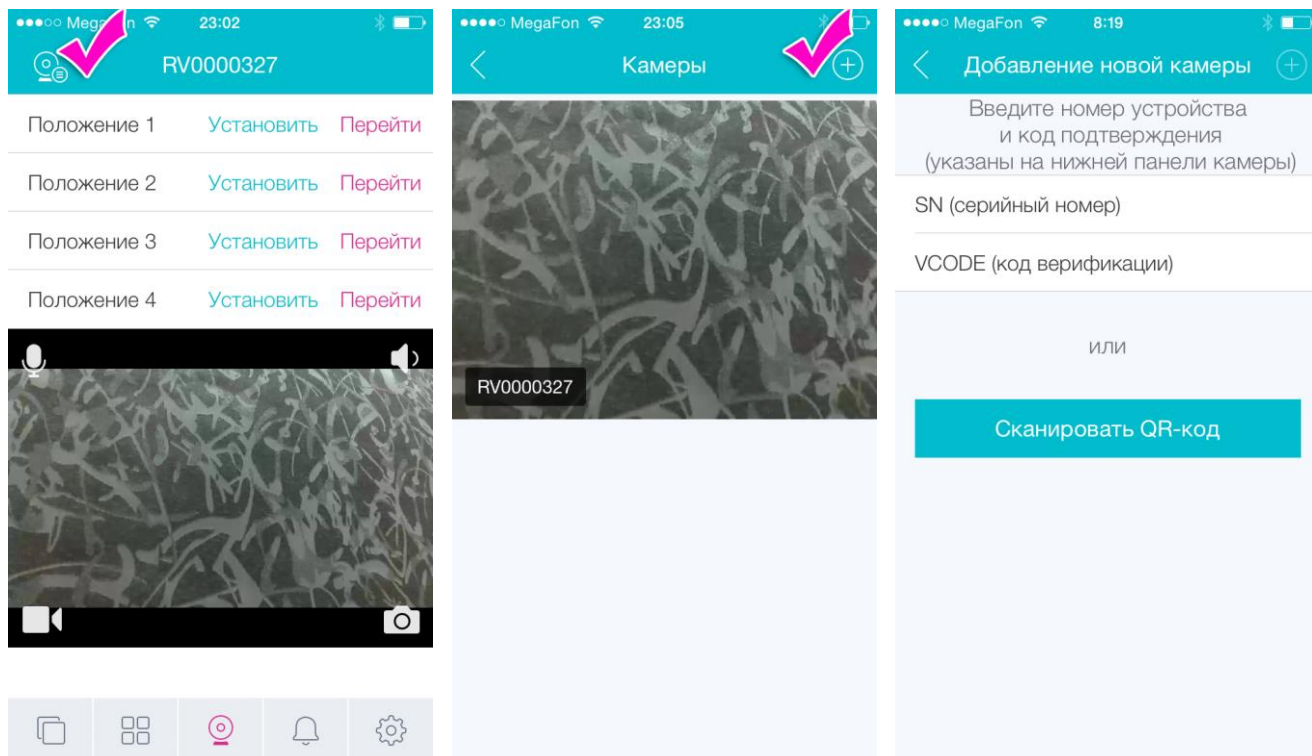 MegaFon 23:02
RV0000327
Положение 1 Установить Перейти
Положение 2 Установить Перейти
Положение 3 Установить Перейти
Положение 4 Установить Перейти
MegaFon 23:05
Камеры
RV0000327
MegaFon 8:19
Добавление новой камеры
Введите номер устройства
и код подтверждения
(указаны на нижней панели камеры)
SN (серийный номер)
VCODE (код верификации)
или
Сканировать QR-код